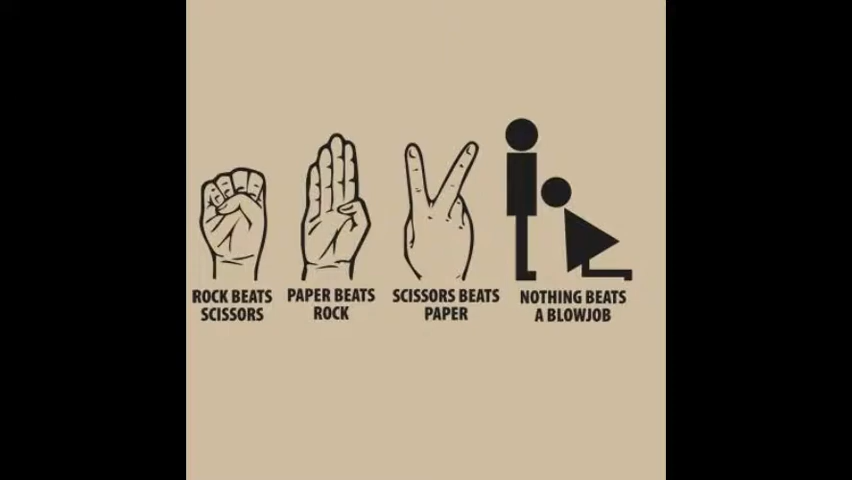 ROCK BEATS
SCISSORS
PAPER BEATS
ROCK
SCISSORS BEATS
PAPER
NOTHING BEATS
A BLOWJOB